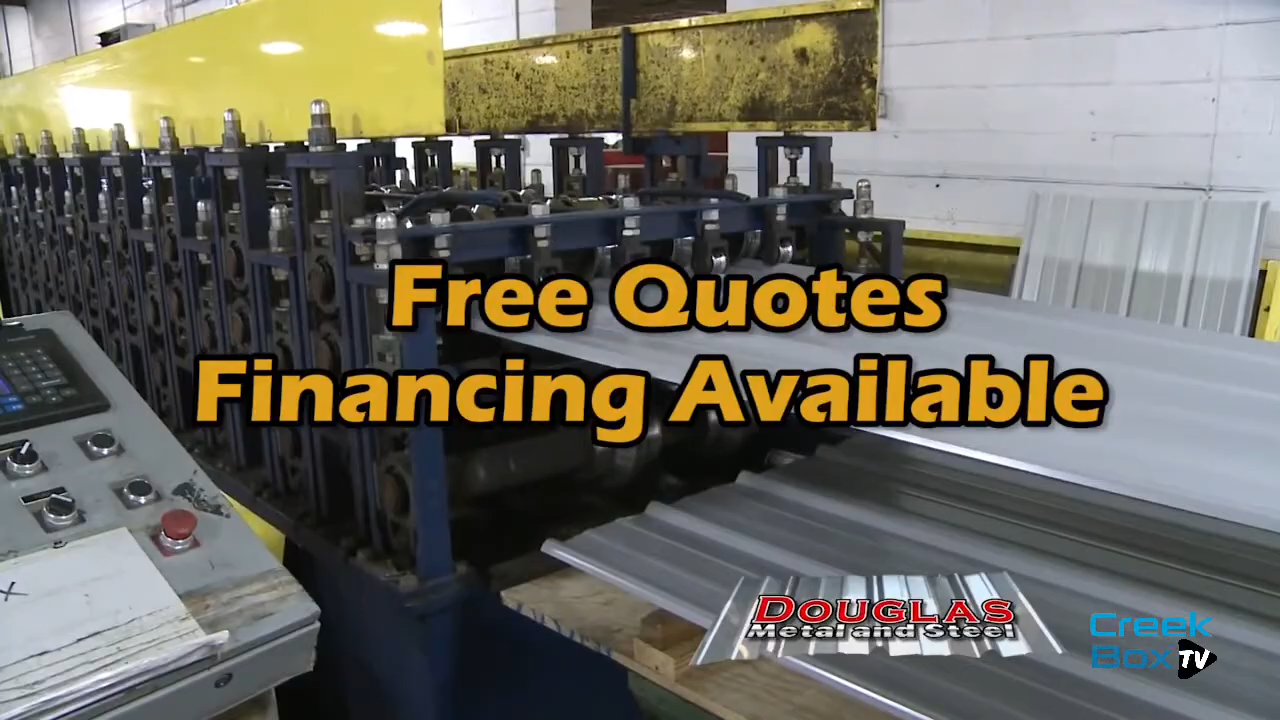 Free Quotes
Financing Available
DOUGLAS
Metal and Steel
Creek
Box TV
X